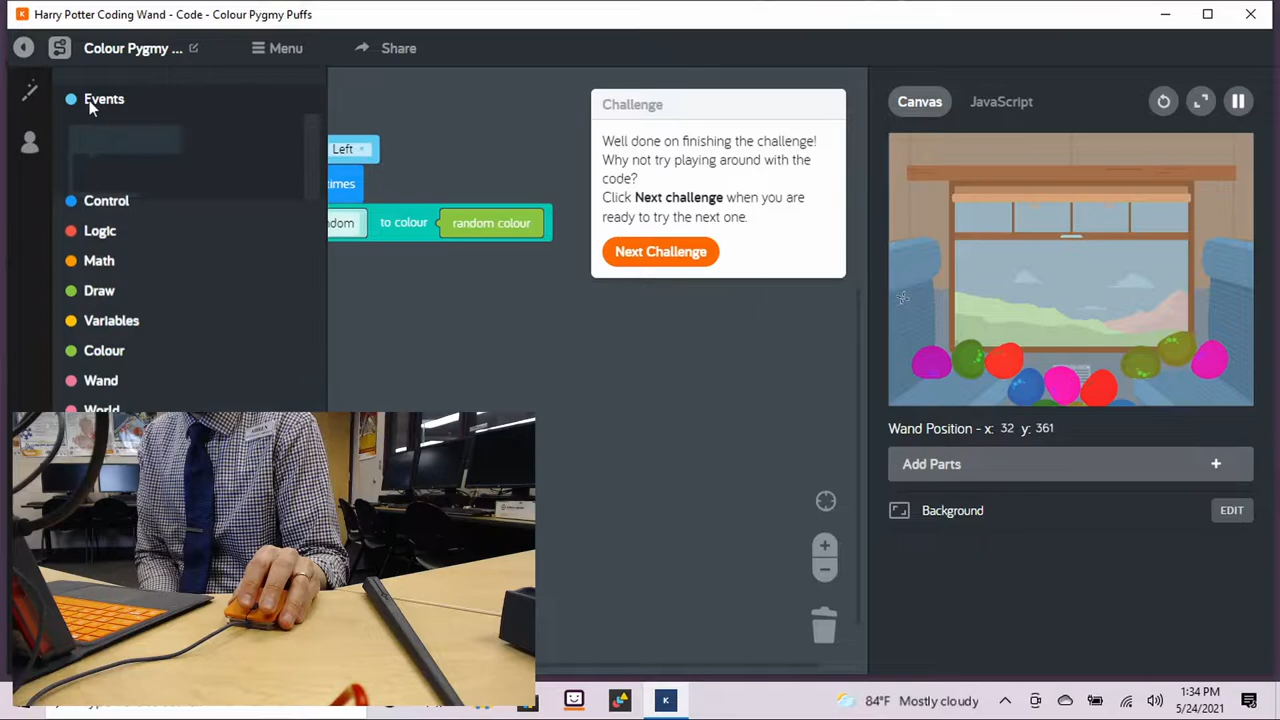 Harry Potter Coding Wand - Code - Colour Pygmy Puffs
Colour Pygmy ...
Menu
Share
Events
Control
Logic
Math
Draw
Variables
Colour
Wand
World
Left
times
ndom to colour random colour
Challenge
Well done on finishing the challenge!
Why not try playing around with the
code?
Click Next challenge when you are
ready to try the next one.
Next Challenge
Canvas
JavaScript
Wand Position - x: 32 y: 361
Add Parts +
Background
EDIT
K
84°F Mostly cloudy
1:34 PM
5/24/2021